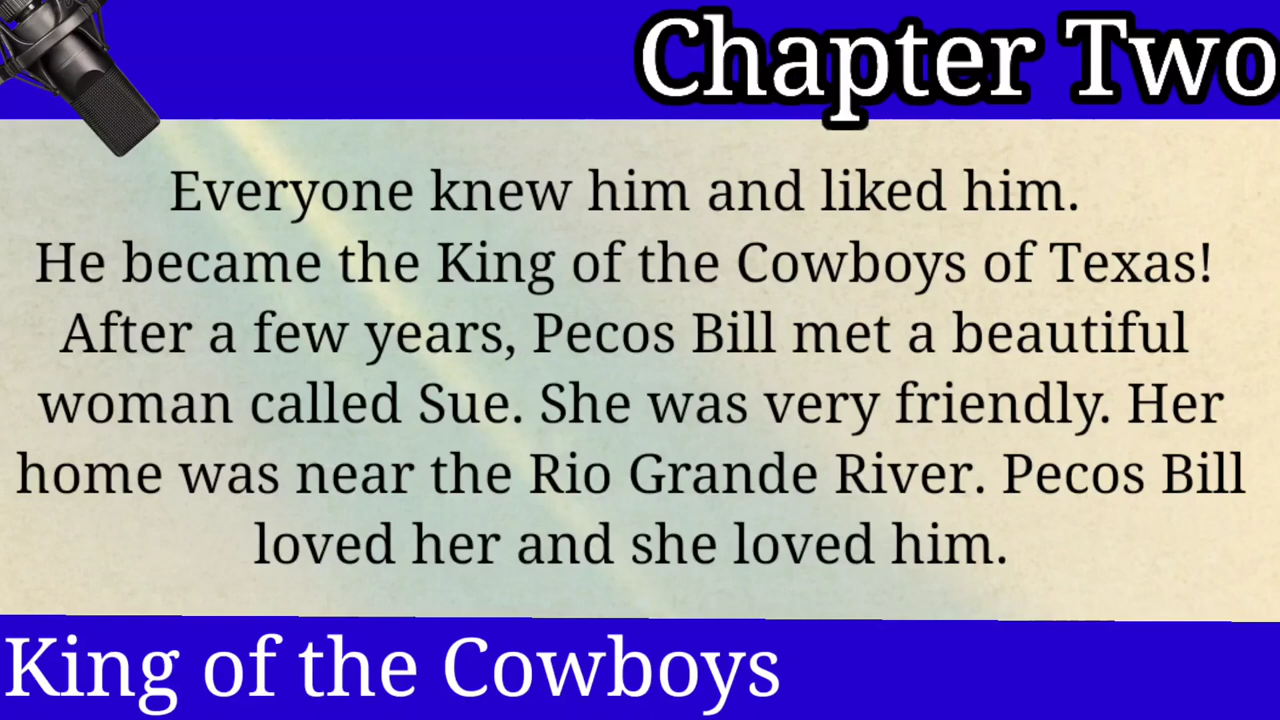 Chapter Two
Everyone knew him and liked him.
He became the King of the Cowboys of Texas!
After a few years, Pecos Bill met a beautiful
woman called Sue. She was very friendly. Her
home was near the Rio Grande River. Pecos Bill
loved her and she loved him.
King of the Cowboys